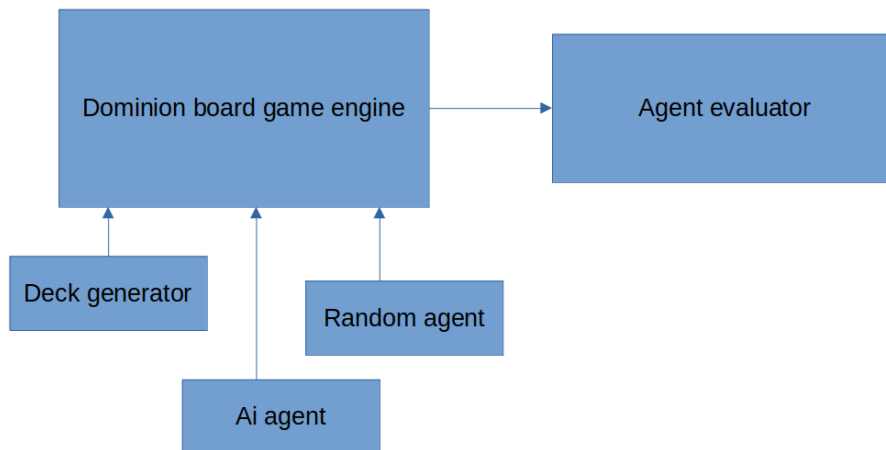 Dominion board game engine
Agent evaluator
Deck generator
Random agent
Ai agent